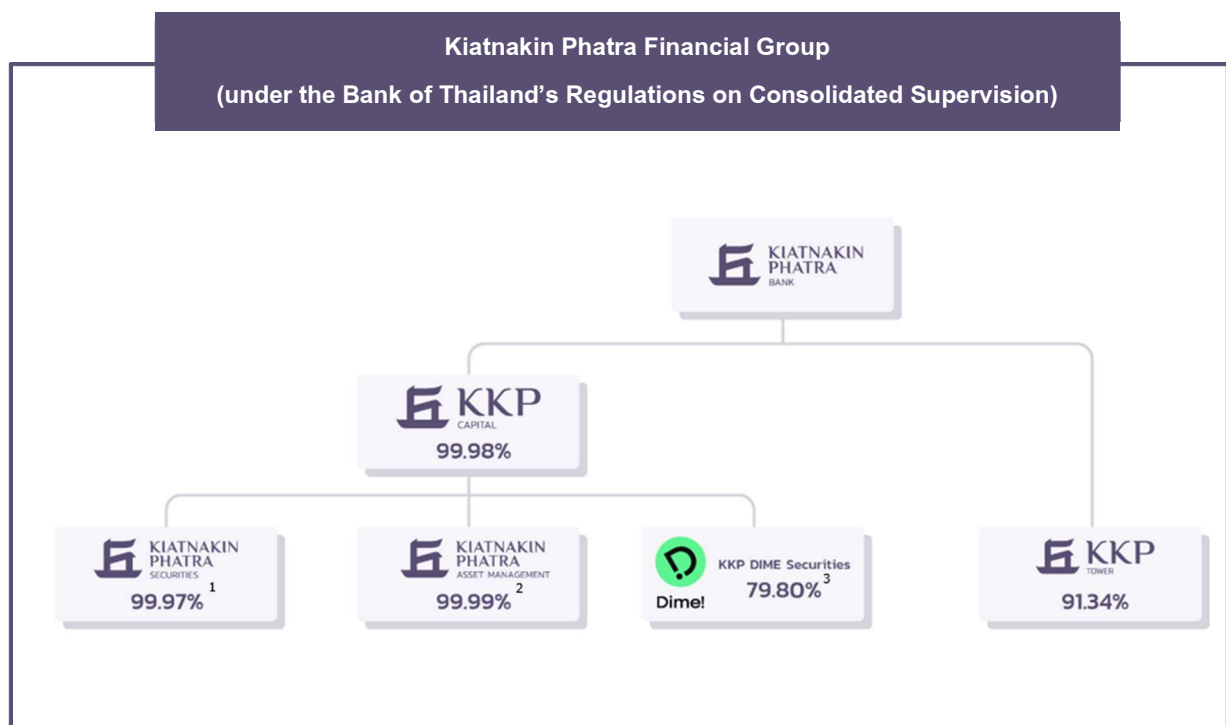 Kiatnakin Phatra Financial Group
(under the Bank of Thailand’s Regulations on Consolidated Supervision)
KIATNAKIN
PHATRA
BANK
KKP
CAPITAL
99.98%
KIATNAKIN
PHATRA
SECURITIES
99.97% 1
KIATNAKIN
PHATRA
ASSET MANAGEMENT
99.99% 2
Dime!
KKP DIME Securities
79.80% 3
KKP
TOWER
91.34%